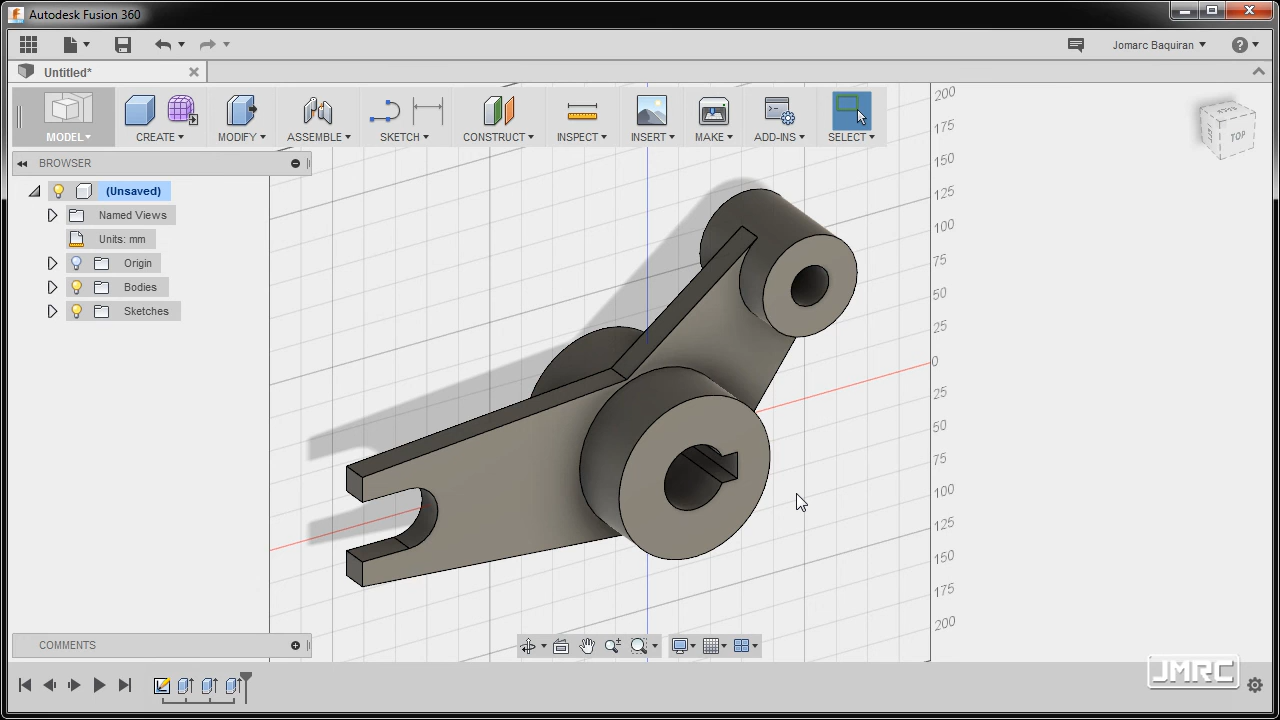 Autodesk Fusion 360
Jomarc Baquiran
Untitled*
MODEL
CREATE
MODIFY
ASSEMBLE
SKETCH
CONSTRUCT
INSPECT
INSERT
MAKE
ADD-INS
SELECT
TOP
BROWSER
(Unsaved)
Named Views
Units: mm
Origin
Bodies
Sketches
200
175
150
125
100
75
50
25
0
25
50
75
100
125
150
175
200
COMMENTS
JMRC